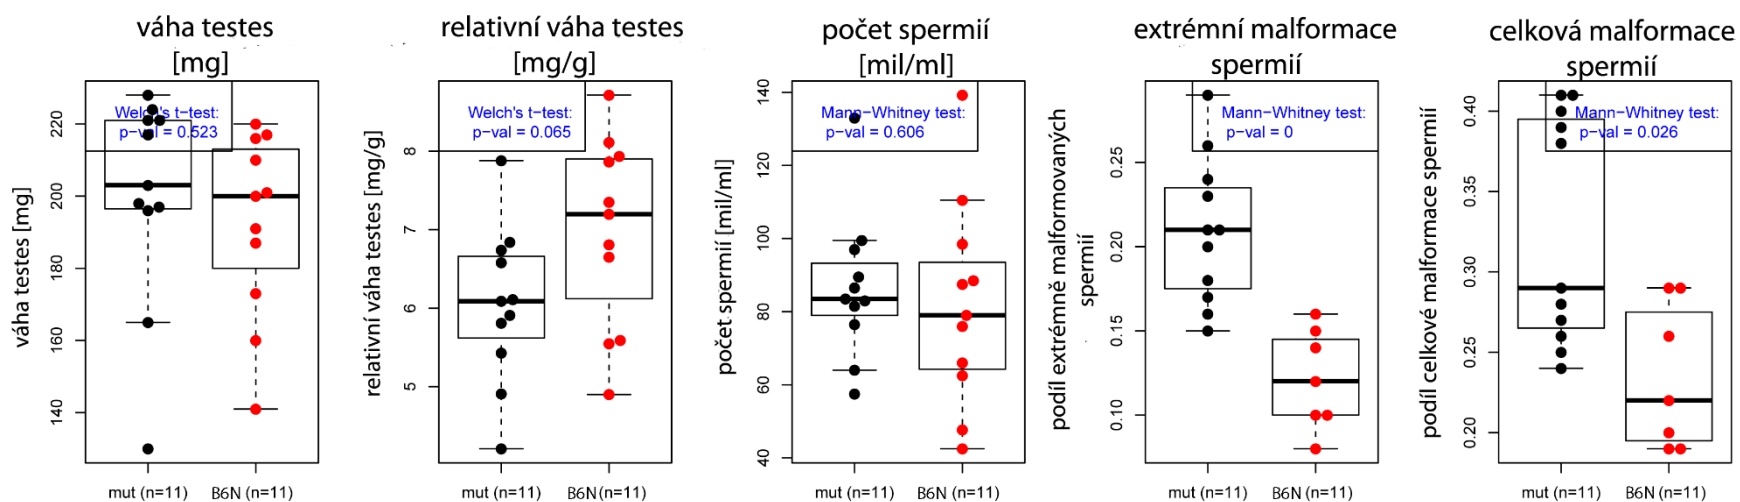 váha testes
[mg]
Welch's t-test:
p-val = 0.523
váha testes [mg]
220
200
180
160
140
mut (n=11)
B6N (n=11)
relativní váha testes
[mg/g]
Welch's t-test:
p-val = 0.065
relativní váha testes [mg/g]
8
7
6
5
mut (n=11)
B6N (n=11)
počet spermií
[mil/ml]
Mann-Whitney test:
p-val = 0.606
počet spermií [mil/ml]
140
120
100
80
60
40
mut (n=11)
B6N (n=11)
extrémní malformace
spermií
Mann-Whitney test:
p-val = 0
podíl extrémně malformovaných
spermií
0.25
0.20
0.15
0.10
mut (n=11)
B6N (n=11)
celková malformace
spermií
Mann-Whitney test:
p-val = 0.026
podíl celkové malformace spermií
0.40
0.35
0.30
0.25
0.20
mut (n=11)
B6N (n=11)